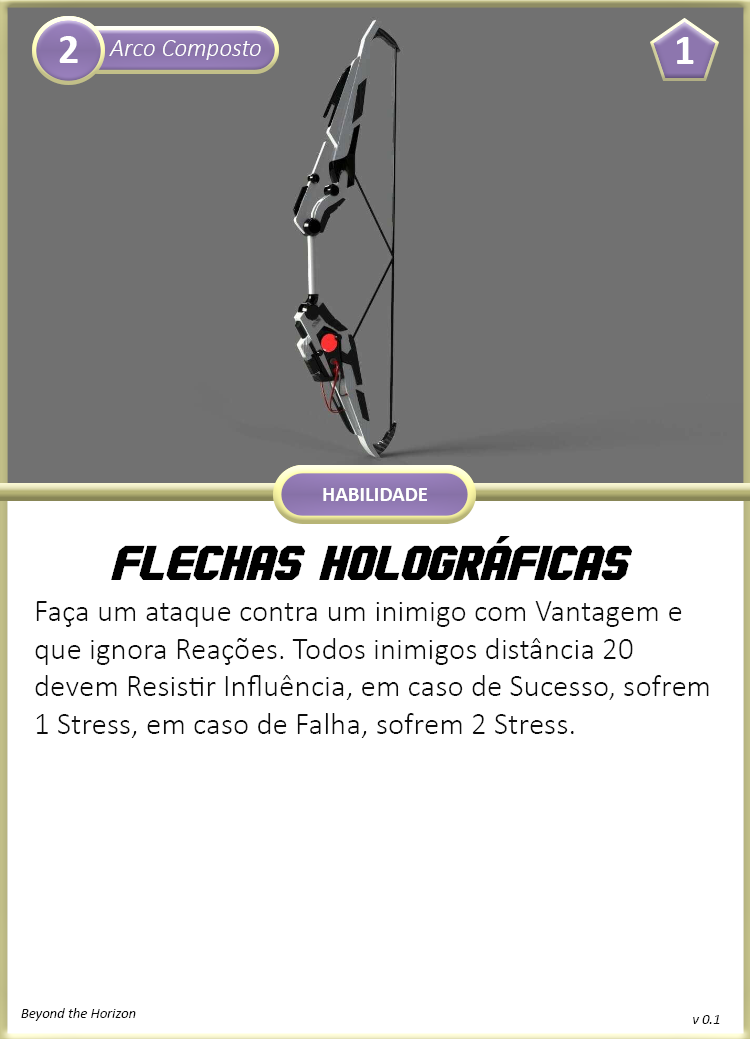 2
Arco Composto
1
HABILIDADE
FLECHAS HOLOGRÁFICAS
Faça um ataque contra um inimigo com Vantagem e
que ignora Reações. Todos inimigos distância 20
devem Resistir Influência, em caso de Sucesso, sofrem
1 Stress, em caso de Falha, sofrem 2 Stress.
Beyond the Horizon
v 0.1